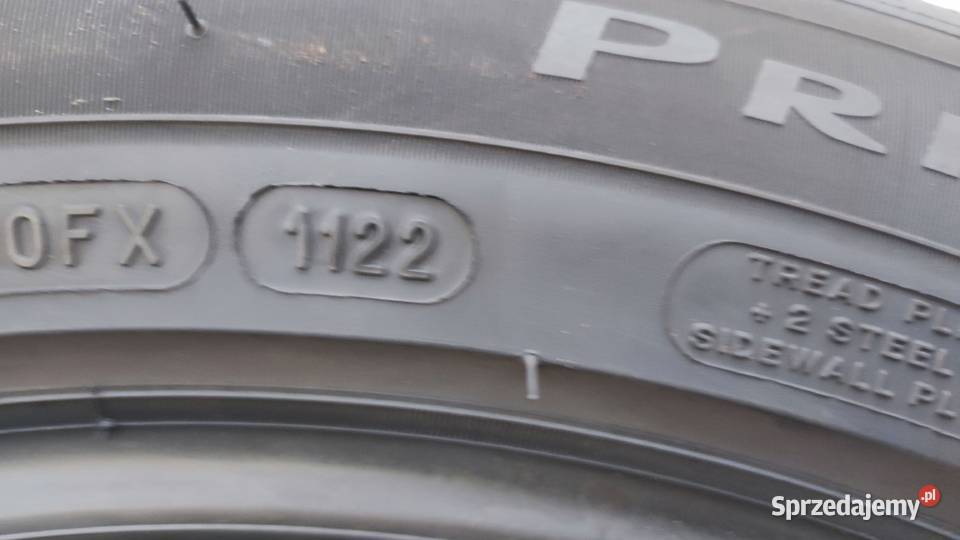 PR
0FX
1122
TREAD PL
+ 2 STEEL
SIDEWALL PL
Sprzedajemy.pl